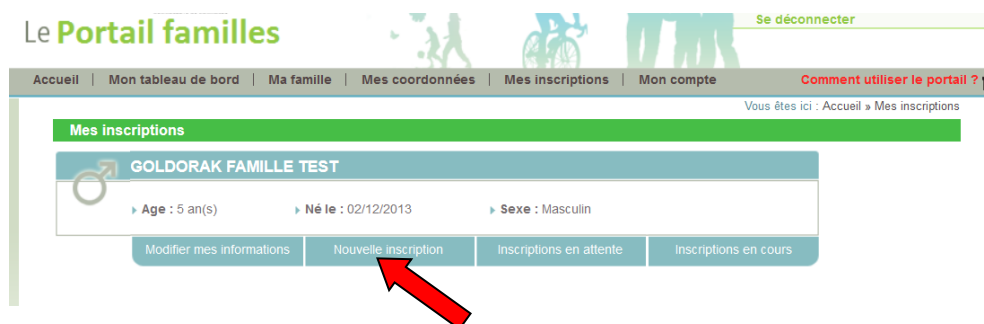 Se déconnecter
Le Portail familles
Accueil | Mon tableau de bord | Ma famille | Mes coordonnées | Mes inscriptions | Mon compte Comment utiliser le portail ?
Vous êtes ici : Accueil » Mes inscriptions
Mes inscriptions
GOLDORAK FAMILLE TEST
Age : 5 an(s) Né le : 02/12/2013 Sexe : Masculin
Modifier mes informations Nouvelle inscription Inscriptions en attente Inscriptions en cours